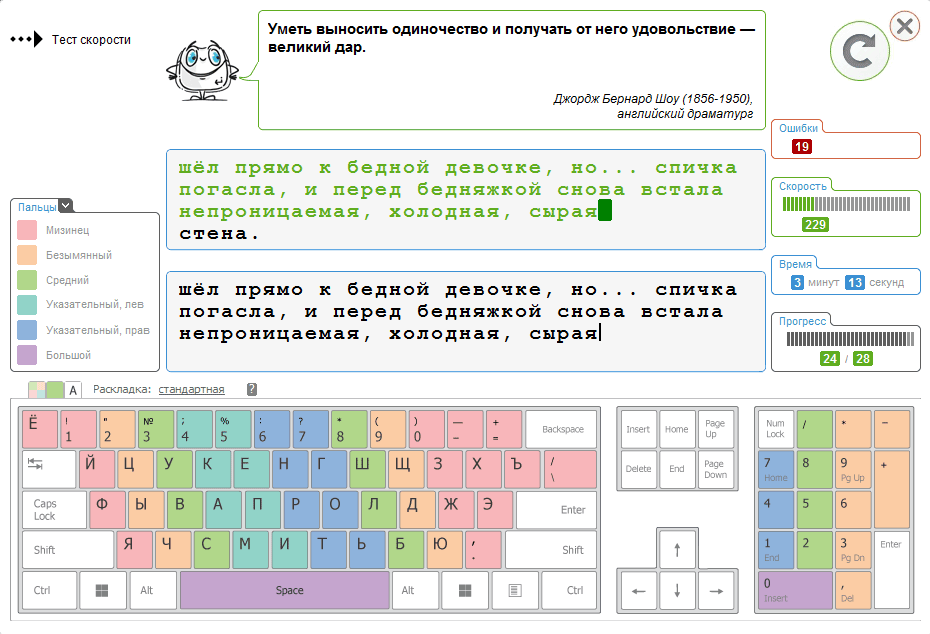 Тест скорости
Уметь выносить одиночество и получать от него удовольствие —
великий дар.
Джордж Бернард Шоу (1856-1950),
английский драматург
Ошибки
19
шёл прямо к бедной девочке, но... спичка
погасла, и перед бедняжкой снова встала
непроницаемая, холодная, сырая
стена.
Скорость
229
Пальцы
Мизинец
Безымянный
Средний
Указательный, лев
Указательный, прав
Большой
Время
3 минут 13 секунд
шёл прямо к бедной девочке, но... спичка
погасла, и перед бедняжкой снова встала
непроницаемая, холодная, сырая
Прогресс
24 / 28
А Раскладка: стандартная ?
Ё ! 1 " 2 № 3 ; 4 % 5 : 6 ? 7 * 8 ( 9 ) 0 — – + = Backspace
Й Ц У К Е Н Г Ш Щ З Х Ъ / \
Caps Lock Ф Ы В А П Р О Л Д Ж Э Enter
Shift Я Ч С М И Т Ь Б Ю , . Shift
Ctrl Alt Space Alt Ctrl
Insert Home Page Up
Delete End Page Down
↑
← ↓ →
Num Lock / * −
7 Home 8 9 Pg Up +
4 5 6
1 End 2 3 Pg Dn Enter
0 Insert , Del